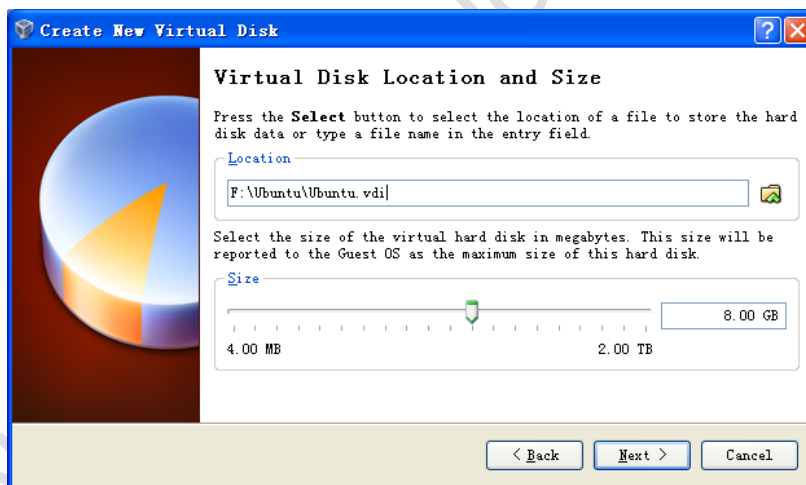 Create New Virtual Disk
Virtual Disk Location and Size
Press the Select button to select the location of a file to store the hard
disk data or type a file name in the entry field.
Location
F:\Ubuntu\Ubuntu.vdi
Select the size of the virtual hard disk in megabytes. This size will be
reported to the Guest OS as the maximum size of this hard disk.
Size
8.00 GB
4.00 MB 2.00 TB
< Back Next > Cancel